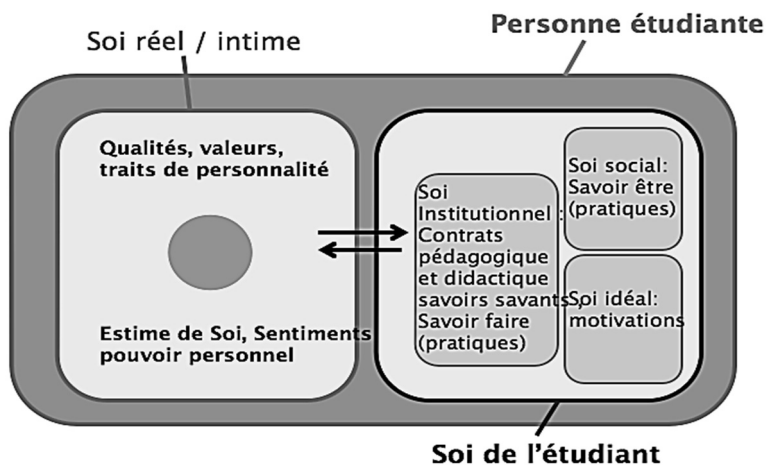 Personne étudiante
Soi réel / intime
Qualités, valeurs,
traits de personnalité
Estime de Soi, Sentiments
pouvoir personnel
Soi
Institutionnel :
Contrats
pédagogique
et didactique
savoirs savants,
Savoir faire
(pratiques)
Soi social:
Savoir être
(pratiques)
Soi idéal:
motivations
Soi de l'étudiant